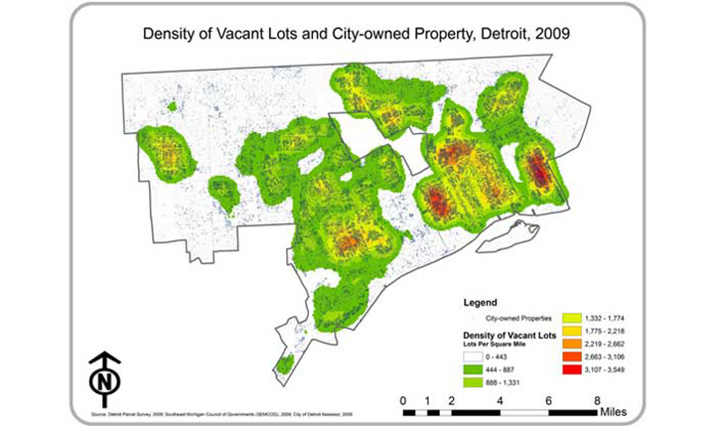 Density of Vacant Lots and City-owned Property, Detroit, 2009
Legend
City-owned Properties
Density of Vacant Lots
Lots Per Square Mile
0 - 443
444 - 887
888 - 1,331
1,332 - 1,774
1,775 - 2,218
2,219 - 2,662
2,663 - 3,106
3,107 - 3,549
N
0 1 2 4 6 8 Miles
Source: Detroit Parcel Survey, 2009; Southeast Michigan Council of Governments (SEMCOG), 2009; City of Detroit Assessor, 2009